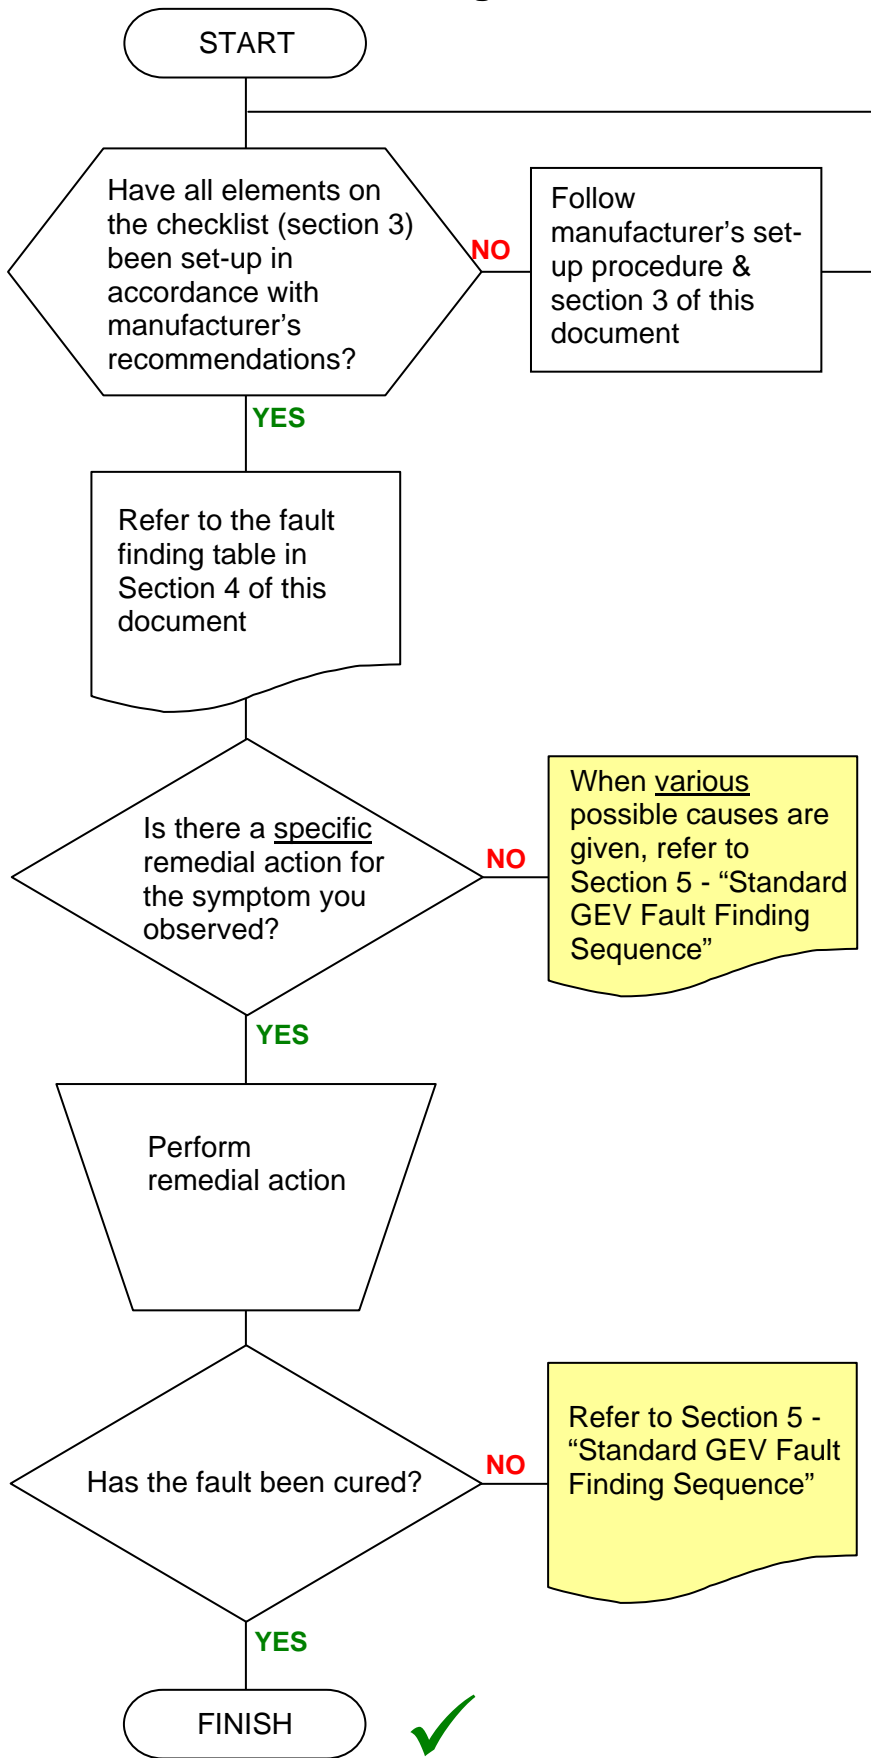 START
Have all elements on
the checklist (section 3)
been set-up in
accordance with
manufacturer's
recommendations?
NO
Follow
manufacturer's set-
up procedure &
section 3 of this
document
YES
Refer to the fault
finding table in
Section 4 of this
document
Is there a specific
remedial action for
the symptom you
observed?
NO
When various
possible causes are
given, refer to
Section 5 - “Standard
GEV Fault Finding
Sequence”
YES
Perform
remedial action
Has the fault been cured?
NO
Refer to Section 5 -
“Standard GEV Fault
Finding Sequence”
YES
FINISH